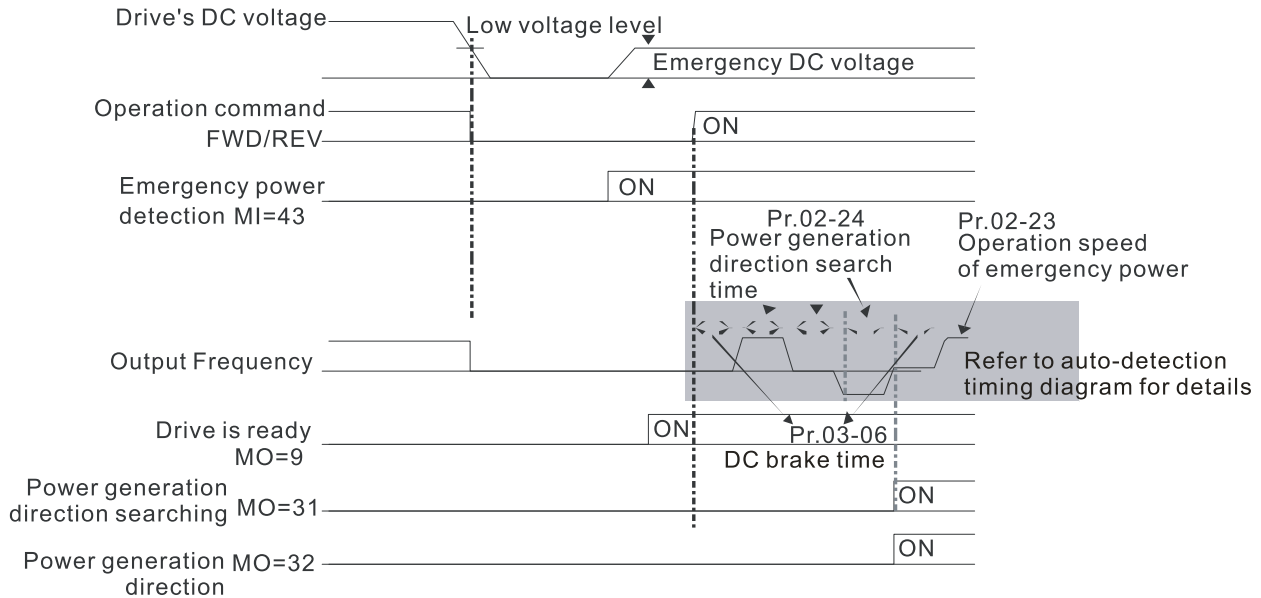 Drive's DC voltage
Low voltage level
Emergency DC voltage
Operation command
FWD/REV
ON
Emergency power
detection MI=43
ON
Pr.02-24
Power generation
direction search
time
Pr.02-23
Operation speed
of emergency power
Output Frequency
Refer to auto-detection
timing diagram for details
Drive is ready
MO=9
ON
Pr.03-06
DC brake time
Power generation
direction searching
MO=31
ON
Power generation
direction
MO=32
ON